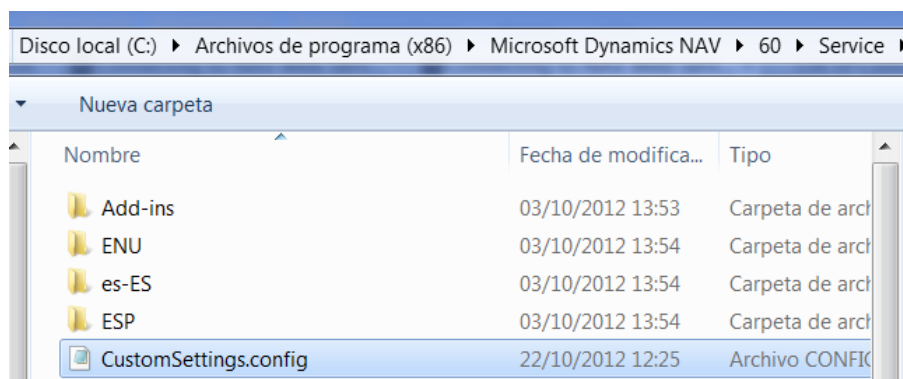 Disco local (C:) ▸ Archivos de programa (x86) ▸ Microsoft Dynamics NAV ▸ 60 ▸ Service ▸
Nueva carpeta
Nombre Fecha de modifica... Tipo
Add-ins 03/10/2012 13:53 Carpeta de arch
ENU 03/10/2012 13:54 Carpeta de arch
es-ES 03/10/2012 13:54 Carpeta de arch
ESP 03/10/2012 13:54 Carpeta de arch
CustomSettings.config 22/10/2012 12:25 Archivo CONFIG